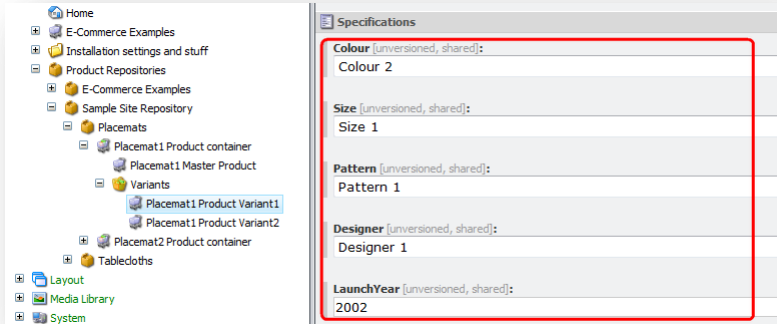 Home
E-Commerce Examples
Installation settings and stuff
Product Repositories
E-Commerce Examples
Sample Site Repository
Placemats
Placemat1 Product container
Placemat1 Master Product
Variants
Placemat1 Product Variant1
Placemat1 Product Variant2
Placemat2 Product container
Tablecloths
Layout
Media Library
System
Specifications
Colour [unversioned, shared]:
Colour 2
Size [unversioned, shared]:
Size 1
Pattern [unversioned, shared]:
Pattern 1
Designer [unversioned, shared]:
Designer 1
LaunchYear [unversioned, shared]:
2002